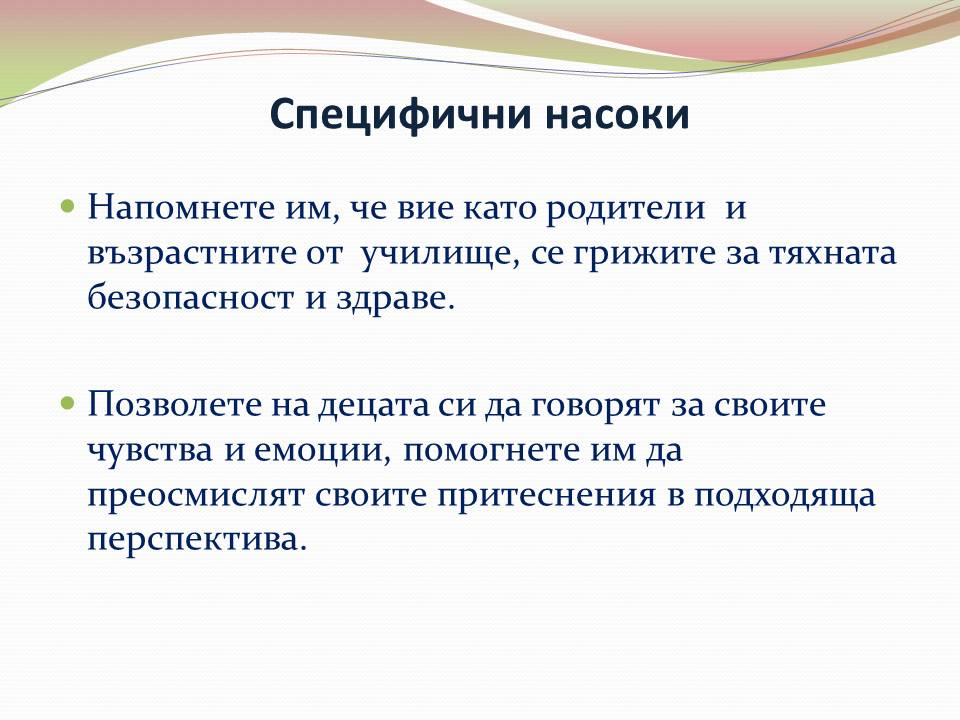 Специфични насоки
• Напомнете им, че вие като родители  и
възрастните от  училище, се грижите за тяхната
безопасност и здраве.
• Позволете на децата си да говорят за своите
чувства и емоции, помогнете им да
преосмислят своите притеснения в подходяща
перспектива.